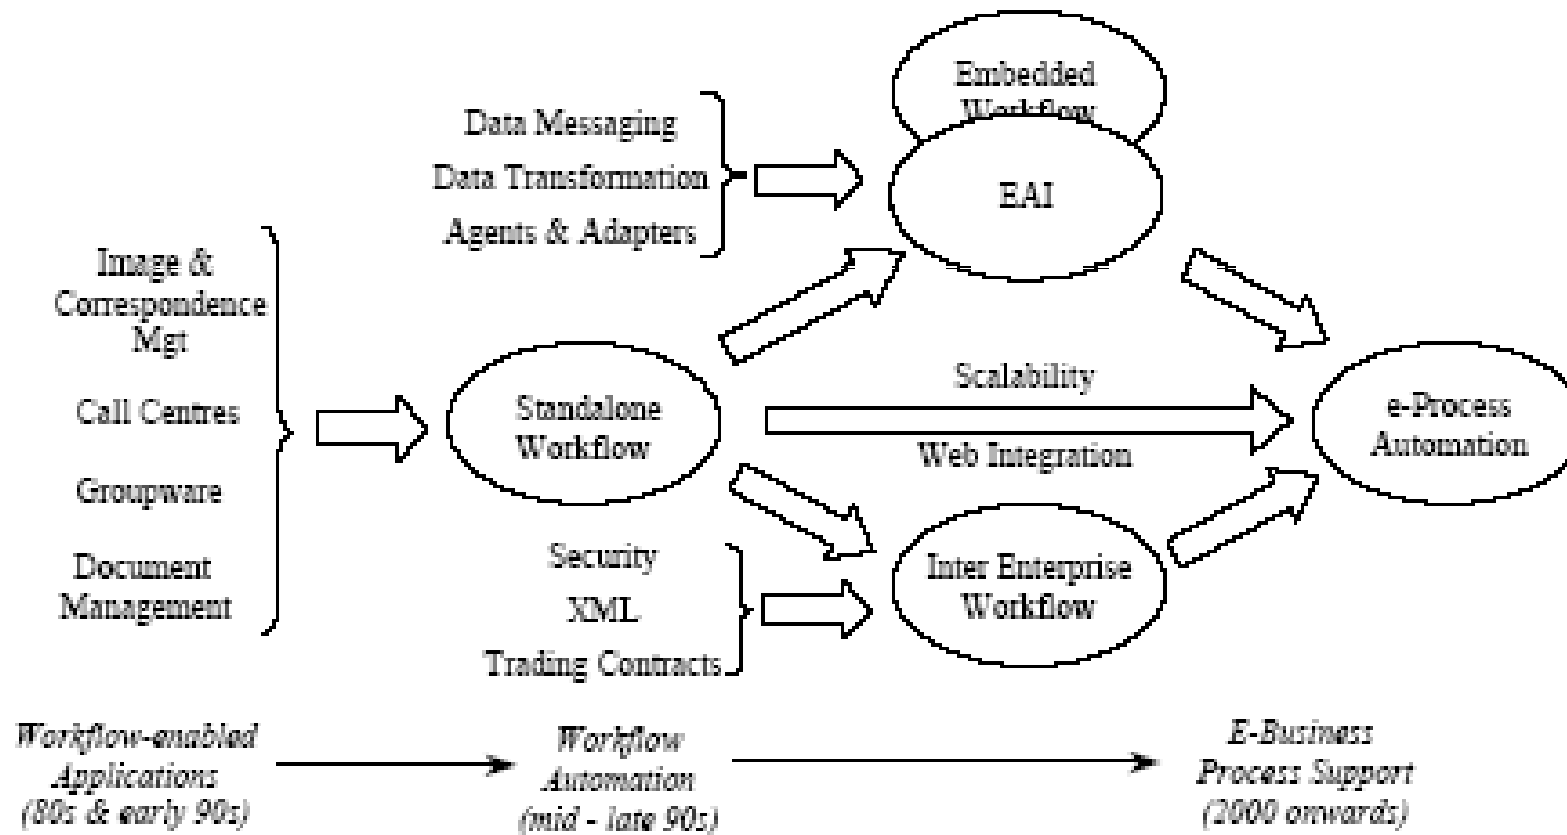 Embedded
Workflow
EAI
Data Messaging
Data Transformation
Agents & Adapters
Image &
Correspondence
Mgt
Call Centres
Groupware
Document
Management
Standalone
Workflow
Scalability
Web Integration
e-Process
Automation
Security
XML
Trading Contracts
Inter Enterprise
Workflow
Workflow-enabled
Applications
(80s & early 90s)
Workflow
Automation
(mid - late 90s)
E-Business
Process Support
(2000 onwards)